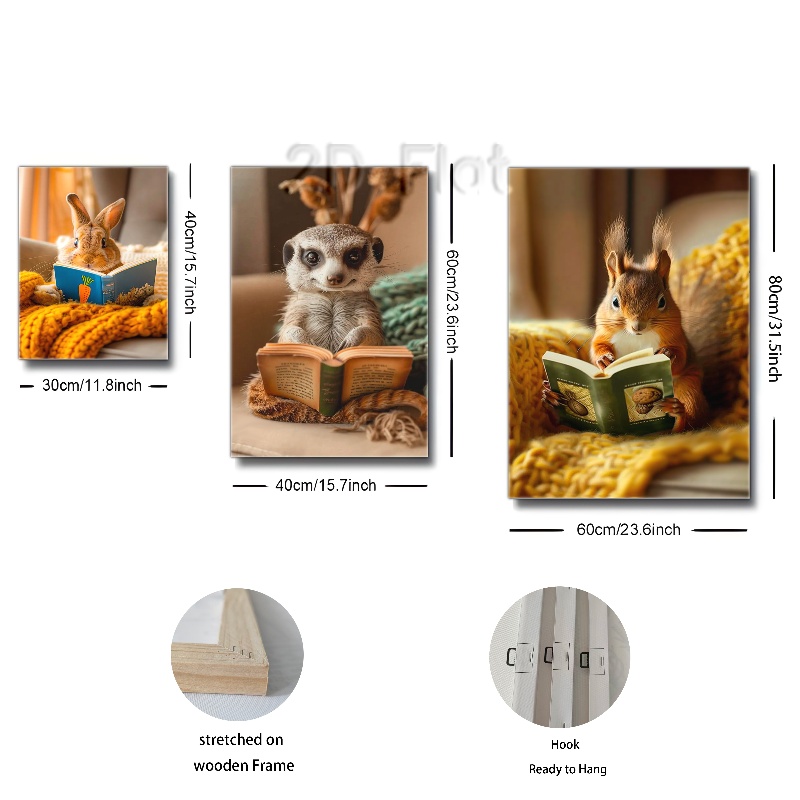 2D Flat
40cm/15.7inch
60cm/23.6inch
80cm/31.5inch
30cm/11.8inch
40cm/15.7inch
60cm/23.6inch
stretched on
wooden Frame
Hook
Ready to Hang